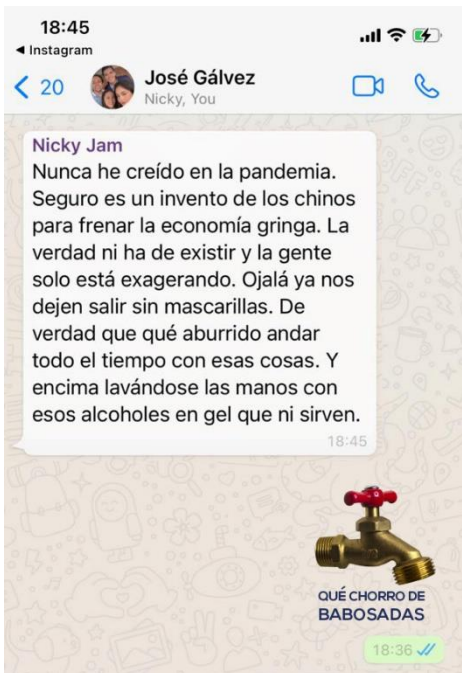 18:45
◀ Instagram
20
José Gálvez
Nicky, You
Nicky Jam
Nunca he creído en la pandemia.
Seguro es un invento de los chinos
para frenar la economía gringa. La
verdad ni ha de existir y la gente
solo está exagerando. Ojalá ya nos
dejen salir sin mascarillas. De
verdad que qué aburrido andar
todo el tiempo con esas cosas. Y
encima lavándose las manos con
esos alcoholes en gel que ni sirven.
18:45
QUÉ CHORRO DE
BABOSADAS
18:36